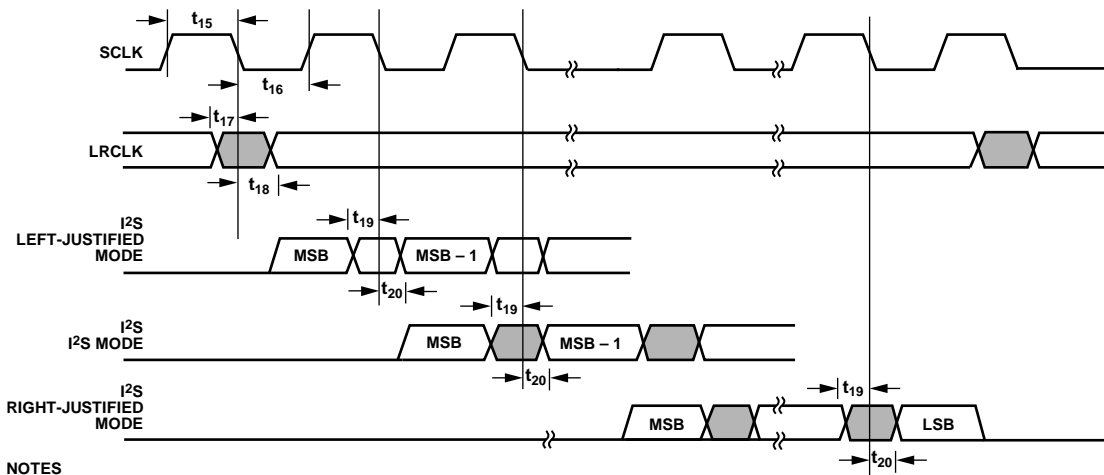 t15
SCLK
t16
t17
LRCLK
t18
I2S
LEFT-JUSTIFIED
MODE
t19
MSB
MSB – 1
t20
t19
I2S
I2S MODE
MSB
MSB – 1
t20
I2S
RIGHT-JUSTIFIED
MODE
t19
MSB
LSB
t20
NOTES